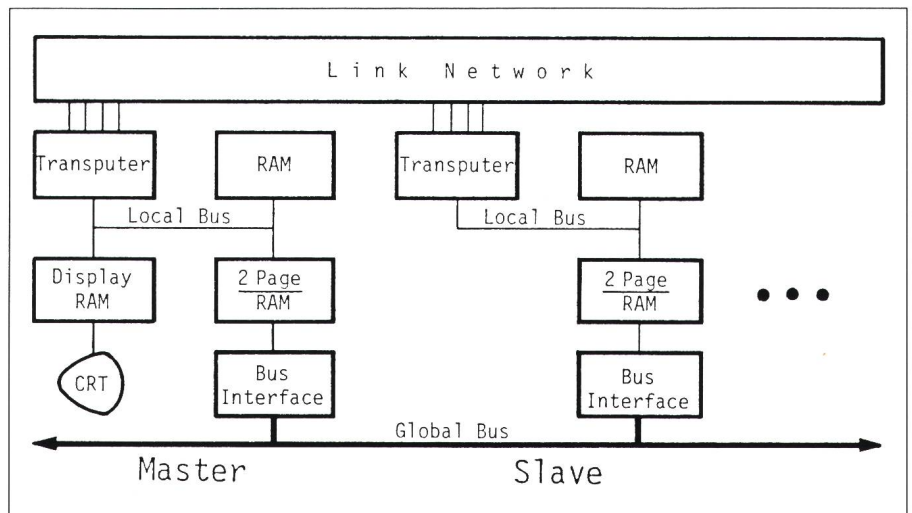 Link Network
Transputer
RAM
Transputer
RAM
Local Bus
Local Bus
Display
RAM
2 Page
RAM
2 Page
RAM
CRT
Bus
Interface
Bus
Interface
Global Bus
Master
Slave